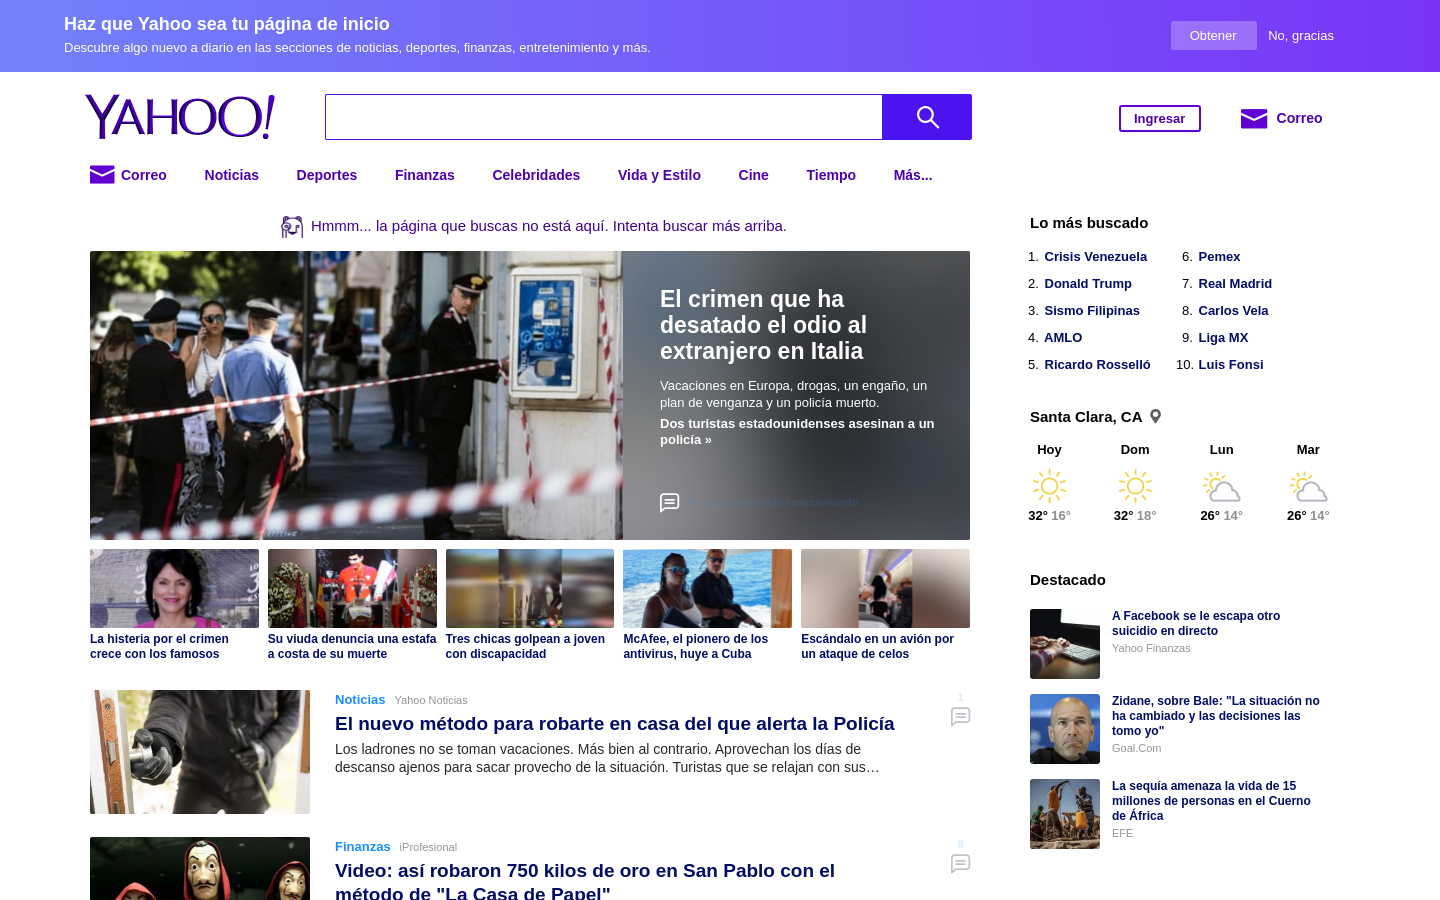 Haz que Yahoo sea tu página de inicio
Descubre algo nuevo a diario en las secciones de noticias, deportes, finanzas, entretenimiento y más.
Obtener
No, gracias
YAHOO!
Ingresar
Correo
Correo
Noticias
Deportes
Finanzas
Celebridades
Vida y Estilo
Cine
Tiempo
Más...
Hmmm... la página que buscas no está aquí. Intenta buscar más arriba.
El crimen que ha
desatado el odio al
extranjero en Italia
Vacaciones en Europa, drogas, un engaño, un
plan de venganza y un policía muerto.
Dos turistas estadounidenses asesinan a un
policía »
La histeria por el crimen
crece con los famosos
Su viuda denuncia una estafa
a costa de su muerte
Tres chicas golpean a joven
con discapacidad
McAfee, el pionero de los
antivirus, huye a Cuba
Escándalo en un avión por
un ataque de celos
Noticias Yahoo Noticias
1
El nuevo método para robarte en casa del que alerta la Policía
Los ladrones no se toman vacaciones. Más bien al contrario. Aprovechan los días de
descanso ajenos para sacar provecho de la situación. Turistas que se relajan con sus…
Finanzas iProfesional
8
Video: así robaron 750 kilos de oro en San Pablo con el
método de "La Casa de Papel"
Lo más buscado
1. Crisis Venezuela
2. Donald Trump
3. Sismo Filipinas
4. AMLO
5. Ricardo Rosselló
6. Pemex
7. Real Madrid
8. Carlos Vela
9. Liga MX
10. Luis Fonsi
Santa Clara, CA
Hoy
Dom
Lun
Mar
32° 16°
32° 18°
26° 14°
26° 14°
Destacado
A Facebook se le escapa otro
suicidio en directo
Yahoo Finanzas
Zidane, sobre Bale: "La situación no
ha cambiado y las decisiones las
tomo yo"
Goal.Com
La sequía amenaza la vida de 15
millones de personas en el Cuerno
de África
EFE